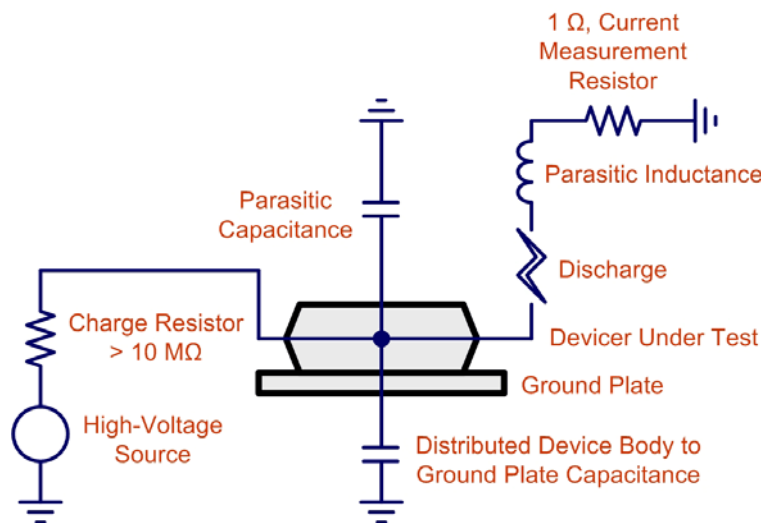 1 Ω, Current
Measurement
Resistor
Parasitic Inductance
Parasitic
Capacitance
Discharge
Charge Resistor
> 10 MΩ
Devicer Under Test
Ground Plate
High-Voltage
Source
Distributed Device Body to
Ground Plate Capacitance